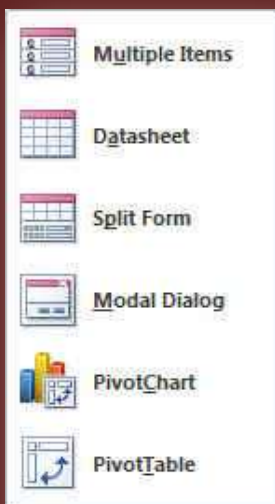 Multiple Items
Datasheet
Split Form
Modal Dialog
PivotChart
PivotTable